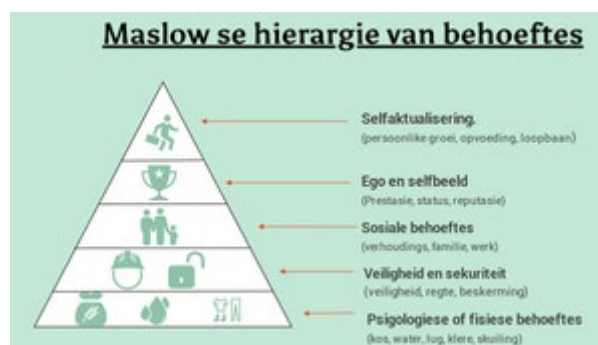 Maslow se hierargie van behoeftes
Selfaktualisering.
(persoonlike groei, opvoeding, loopbaan)
Ego en selfbeeld
(Prestasie, status, reputasie)
Sosiale behoeftes
(verhoudings, familie, werk)
Veiligheid en sekuriteit
(veiligheid, regte, beskerming)
Psigologiese of fisiese behoeftes
(kos, water, lug, klere, skuiling)